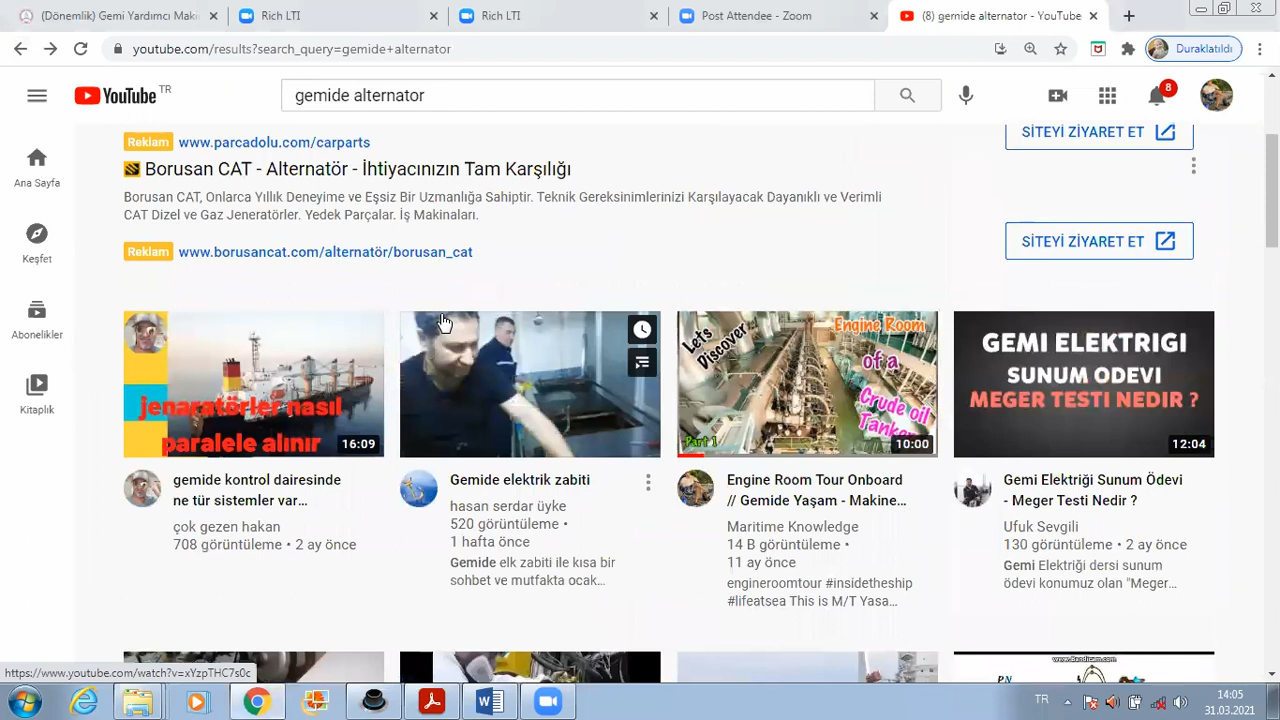 (Dönemlik) Gemi Yardımcı Maki
Rich LTI
Rich LTI
Post Attendee - Zoom
(8) gemide alternator - YouTube
youtube.com/results?search_query=gemide+alternator
Duraklatıldı
YouTube TR
gemide alternator
8
Reklam www.parcadolu.com/carparts
SİTEYİ ZİYARET ET
Borusan CAT - Alternatör - İhtiyacınızın Tam Karşılığı
Borusan CAT, Onlarca Yıllık Deneyime ve Eşsiz Bir Uzmanlığa Sahiptir. Teknik Gereksinimlerinizi Karşılayacak Dayanıklı ve Verimli
CAT Dizel ve Gaz Jeneratörler. Yedek Parçalar. İş Makinaları.
Reklam www.borusancat.com/alternatör/borusan_cat
SİTEYİ ZİYARET ET
Ana Sayfa
Keşfet
Abonelikler
Kitaplık
jenaratörler nasıl
paralele alınır
16:09
gemide kontrol dairesinde
ne tür sistemler var...
çok gezen hakan
708 görüntüleme • 2 ay önce
Gemide elektrik zabiti
hasan serdar üyke
520 görüntüleme •
1 hafta önce
Gemide elk zabiti ile kısa bir
sohbet ve mutfakta ocak...
Lets
Discover
Engine Room
of a
Crude oil
Tanker
Part 1
10:00
Engine Room Tour Onboard
// Gemide Yaşam - Makine...
Maritime Knowledge
14 B görüntüleme •
11 ay önce
engineroomtour #insidetheship
#lifeatsea This is M/T Yasa...
GEMI ELEKTRIGI
SUNUM ODEVI
MEGER TESTI NEDIR ?
12:04
Gemi Elektriği Sunum Ödevi
- Meger Testi Nedir ?
Ufuk Sevgili
130 görüntüleme • 2 ay önce
Gemi Elektriği dersi sunum
ödevi konumuz olan "Meger...
www.Bandicam.com
https://www.youtube.com/watch?v=xYzpTHC7s0c
TR
14:05
31.03.2021